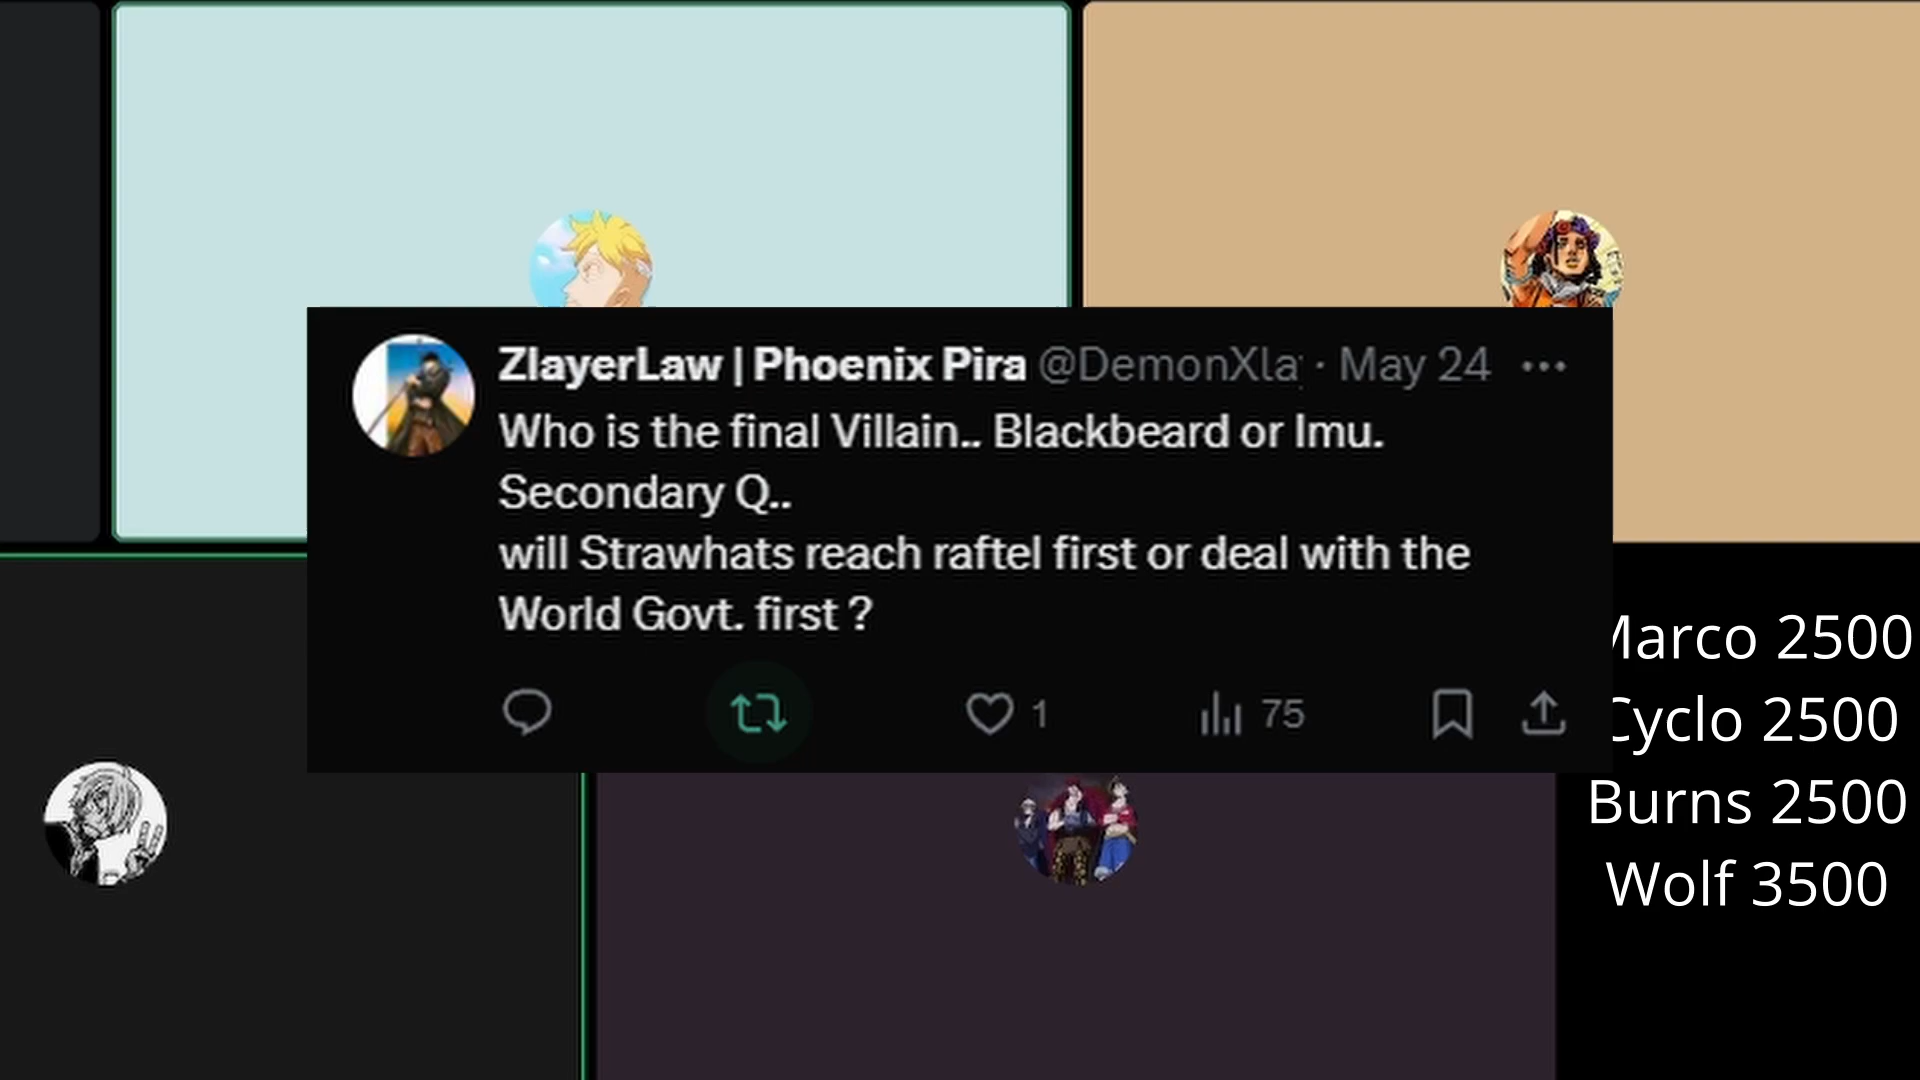 ZlayerLaw | Phoenix Pira @DemonXla · May 24
Who is the final Villain.. Blackbeard or Imu.
Secondary Q..
will Strawhats reach raftel first or deal with the
World Govt. first ?
1 75
Marco 2500
Cyclo 2500
Burns 2500
Wolf 3500